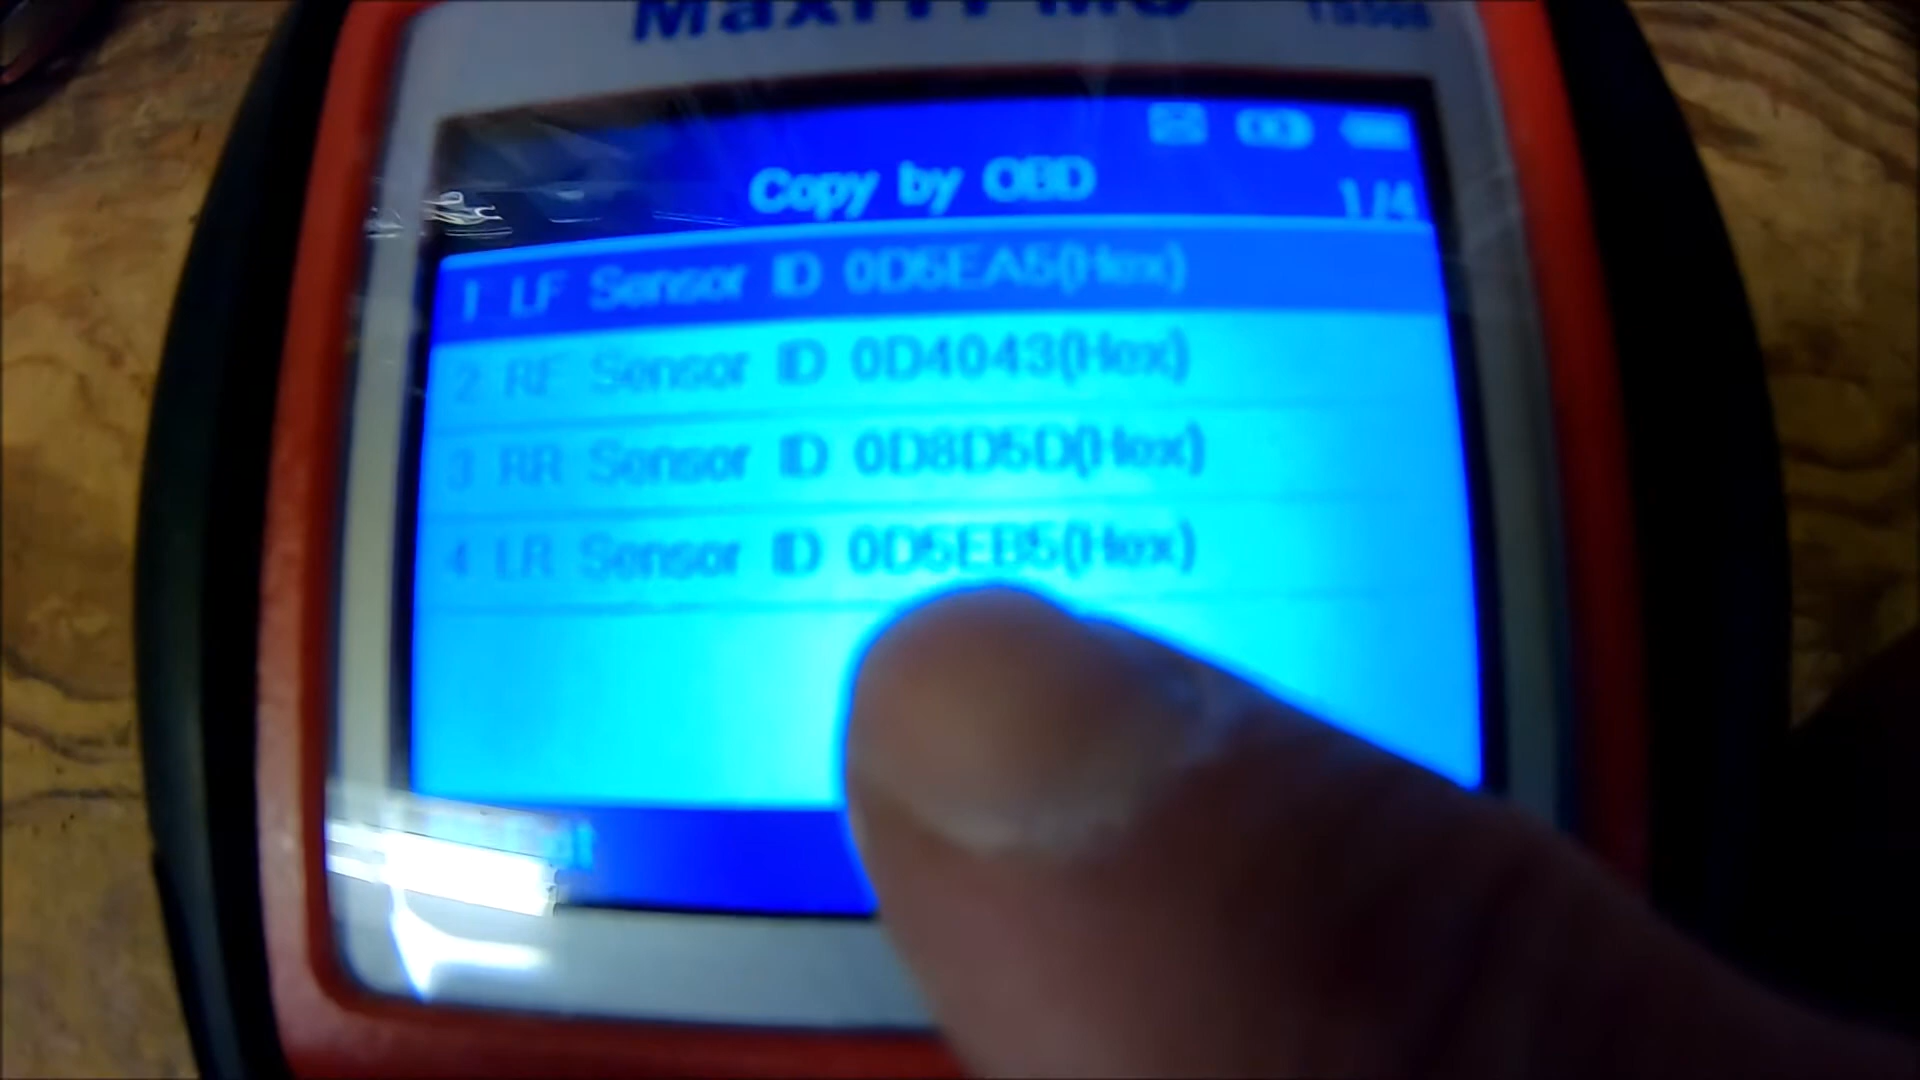 Copy by OBD
1/4
1 LF Sensor ID 0D5EA5(Hex)
2 RF Sensor ID 0D4043(Hex)
3 RR Sensor ID 0D8D5D(Hex)
4 LR Sensor ID 0D5EB5(Hex)